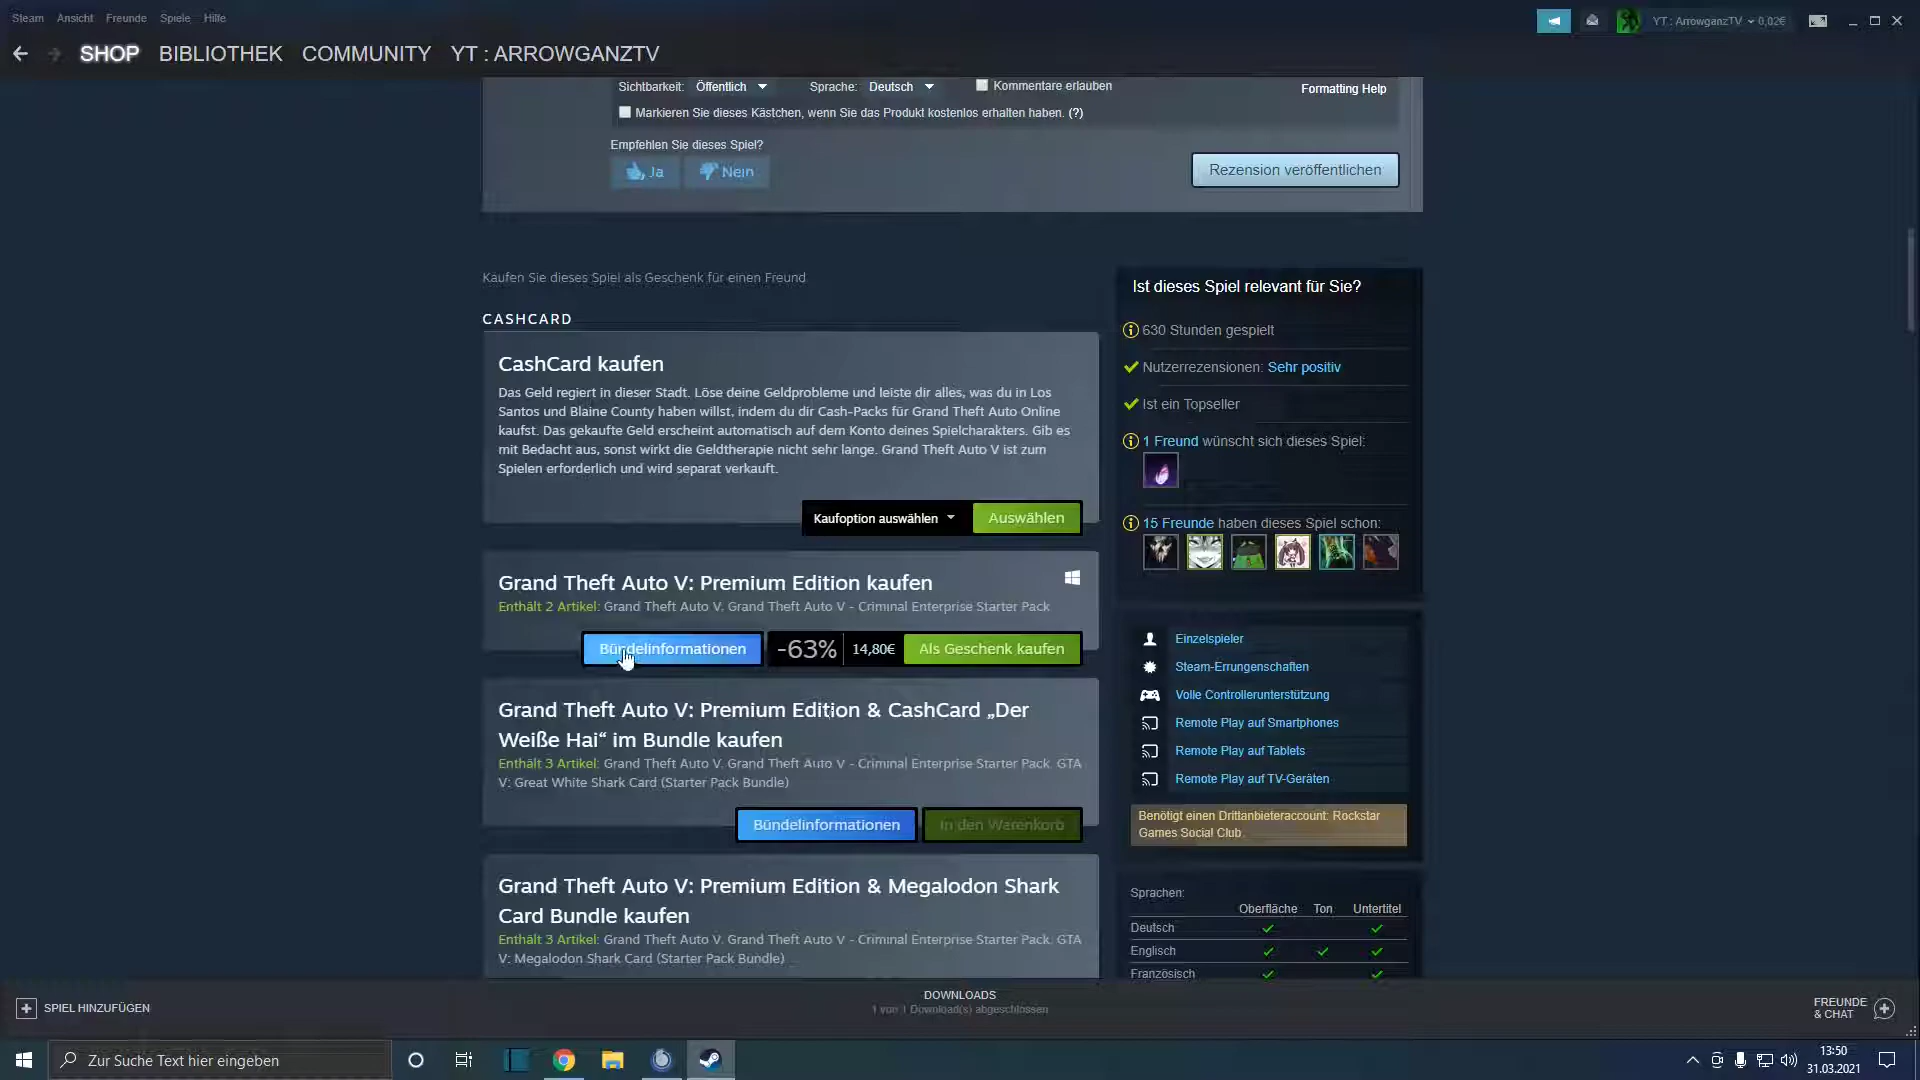 Steam Ansicht Freunde Spiele Hilfe
YT : ArrowganzTV 0,02€
SHOP BIBLIOTHEK COMMUNITY YT : ARROWGANZTV
Sichtbarkeit: Öffentlich Sprache: Deutsch Kommentare erlauben
Formatting Help
Markieren Sie dieses Kästchen, wenn Sie das Produkt kostenlos erhalten haben. (?)
Empfehlen Sie dieses Spiel?
Ja Nein
Rezension veröffentlichen
Kaufen Sie dieses Spiel als Geschenk für einen Freund
CASHCARD
CashCard kaufen
Das Geld regiert in dieser Stadt. Löse deine Geldprobleme und leiste dir alles, was du in Los
Santos und Blaine County haben willst, indem du dir Cash-Packs für Grand Theft Auto Online
kaufst. Das gekaufte Geld erscheint automatisch auf dem Konto deines Spielcharakters. Gib es
mit Bedacht aus, sonst wirkt die Geldtherapie nicht sehr lange. Grand Theft Auto V ist zum
Spielen erforderlich und wird separat verkauft.
Kaufoption auswählen Auswählen
Grand Theft Auto V: Premium Edition kaufen
Enthält 2 Artikel: Grand Theft Auto V, Grand Theft Auto V - Criminal Enterprise Starter Pack
Bündelinformationen -63% 14,80€ Als Geschenk kaufen
Grand Theft Auto V: Premium Edition & CashCard „Der
Weiße Hai“ im Bundle kaufen
Enthält 3 Artikel: Grand Theft Auto V, Grand Theft Auto V - Criminal Enterprise Starter Pack, GTA
V: Great White Shark Card (Starter Pack Bundle)
Bündelinformationen In den Warenkorb
Grand Theft Auto V: Premium Edition & Megalodon Shark
Card Bundle kaufen
Enthält 3 Artikel: Grand Theft Auto V, Grand Theft Auto V - Criminal Enterprise Starter Pack, GTA
V: Megalodon Shark Card (Starter Pack Bundle)
Ist dieses Spiel relevant für Sie?
630 Stunden gespielt
Nutzerrezensionen: Sehr positiv
Ist ein Topseller
1 Freund wünscht sich dieses Spiel:
15 Freunde haben dieses Spiel schon:
Einzelspieler
Steam-Errungenschaften
Volle Controllerunterstützung
Remote Play auf Smartphones
Remote Play auf Tablets
Remote Play auf TV-Geräten
Benötigt einen Drittanbieteraccount: Rockstar
Games Social Club
Sprachen:
Oberfläche Ton Untertitel
Deutsch
Englisch
Französisch
SPIEL HINZUFÜGEN
DOWNLOADS
1 von 1 Download(s) abgeschlossen
FREUNDE
& CHAT
Zur Suche Text hier eingeben
13:50
31.03.2021